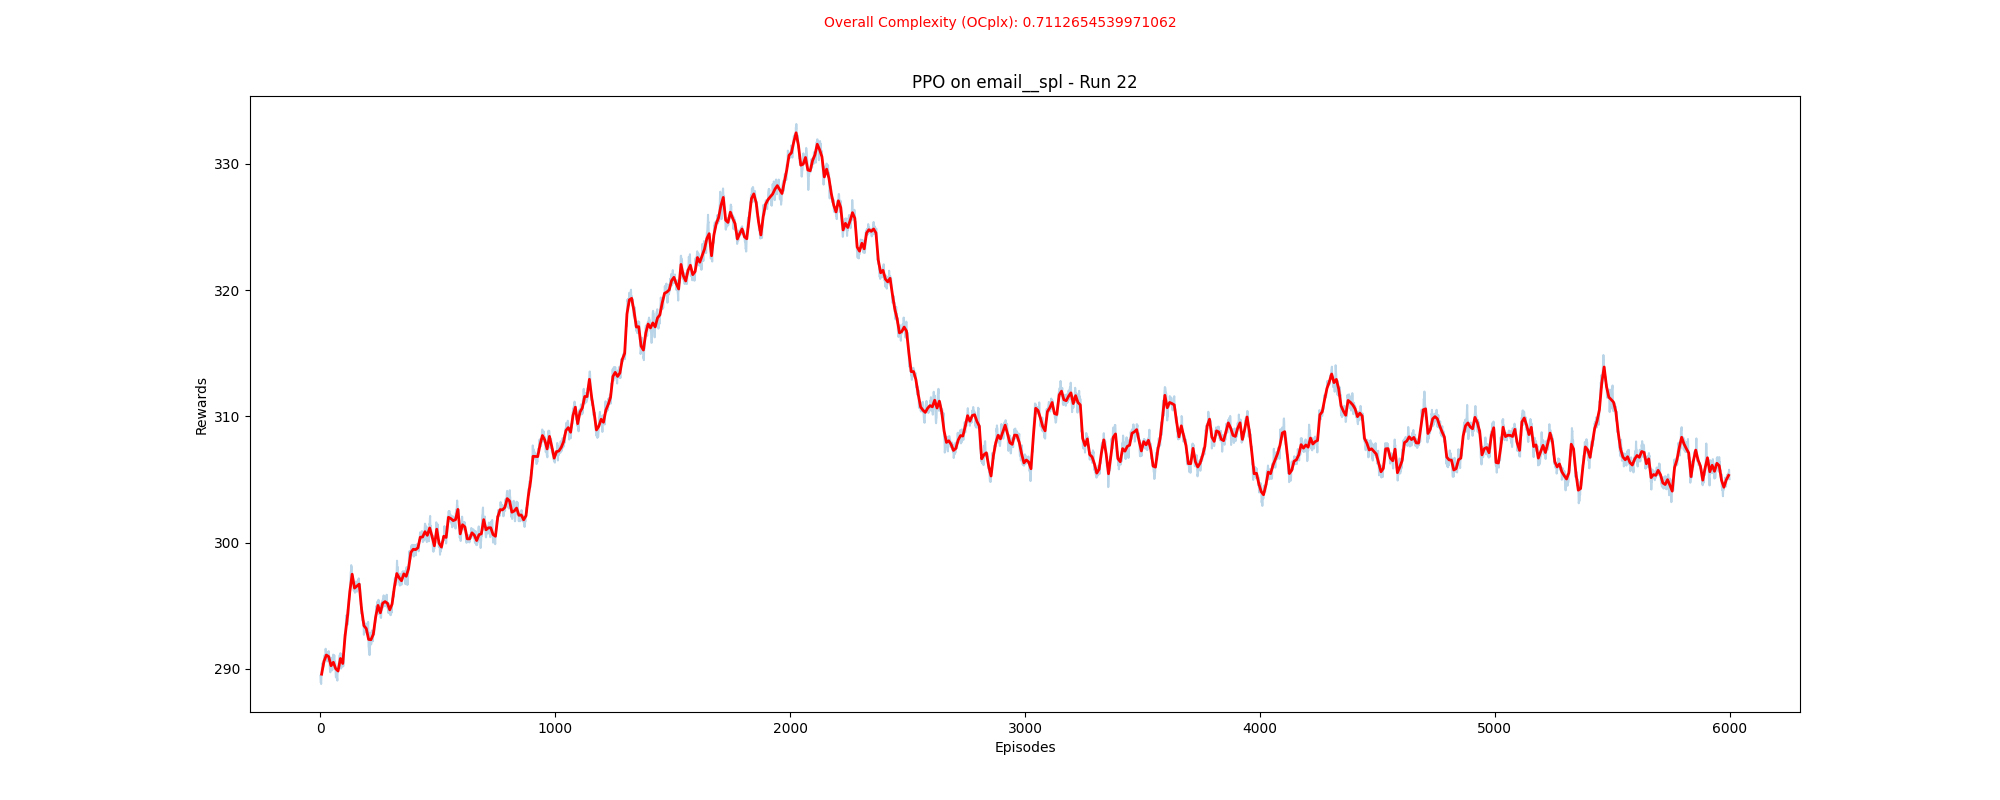 Overall Complexity (OCplx): 0.7112654539971062
PPO on email__spl - Run 22
330
320
310
300
290
Rewards
0 1000 2000 3000 4000 5000 6000
Episodes